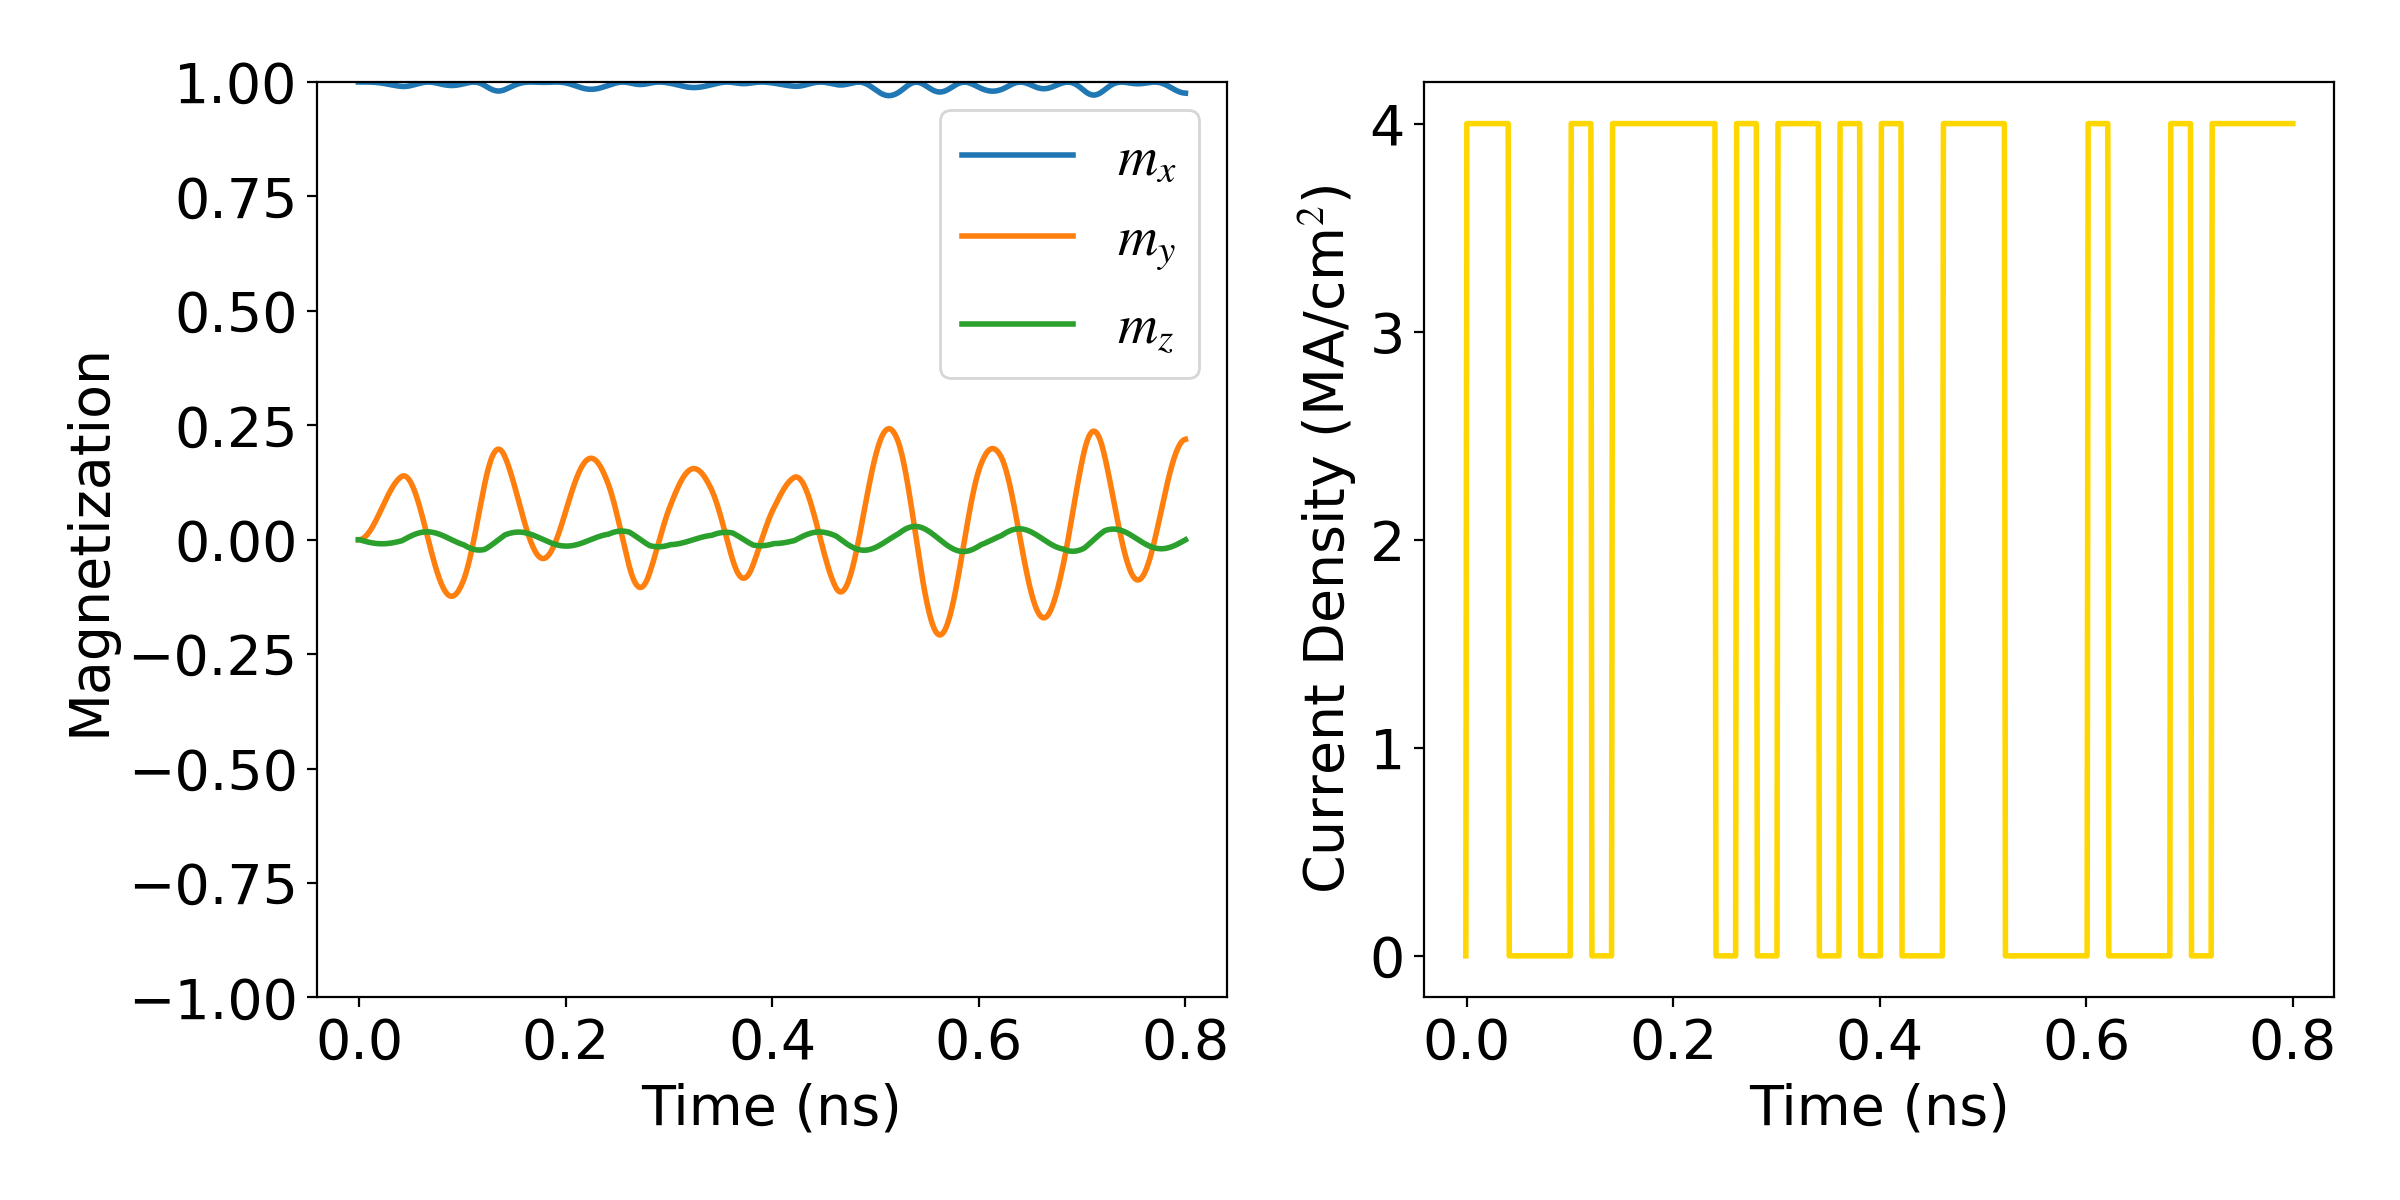 1.00
0.75
0.50
0.25
0.00
−0.25
−0.50
−0.75
−1.00
Magnetization
0.0 0.2 0.4 0.6 0.8
Time (ns)
m_x
m_y
m_z
4
3
2
1
0
Current Density (MA/cm²)
0.0 0.2 0.4 0.6 0.8
Time (ns)